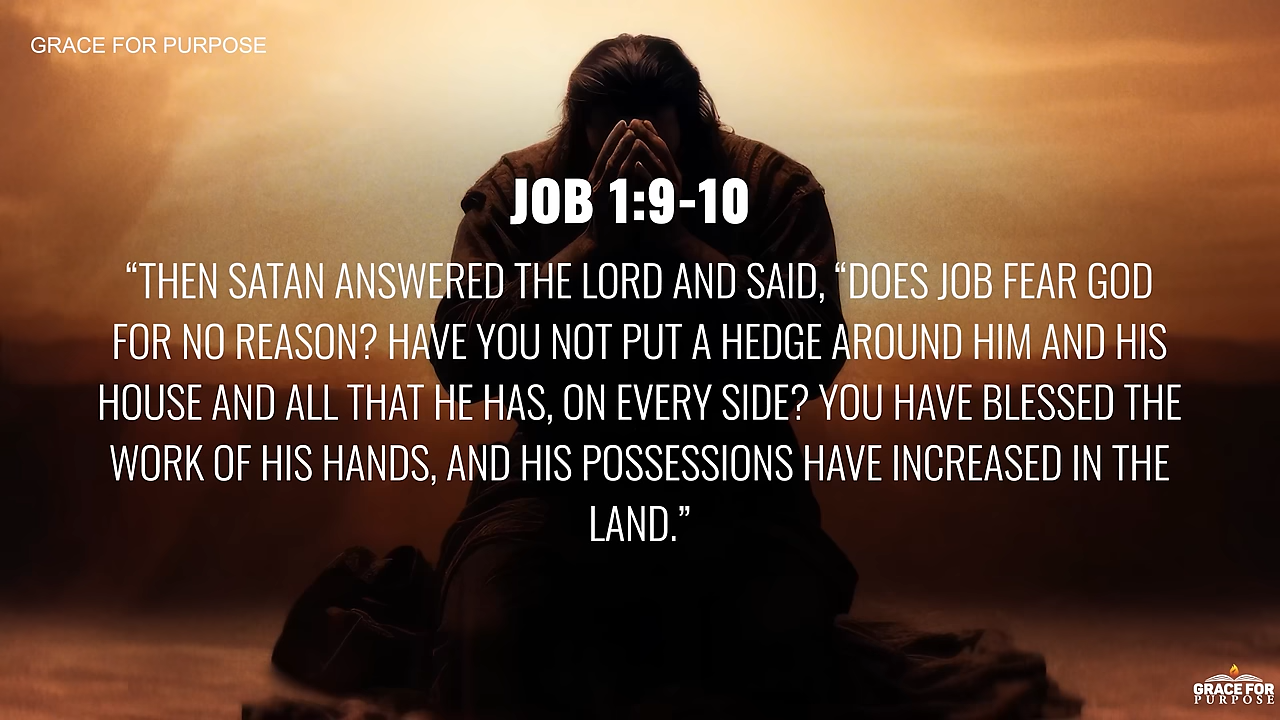 GRACE FOR PURPOSE
JOB 1:9-10
“THEN SATAN ANSWERED THE LORD AND SAID, “DOES JOB FEAR GOD
FOR NO REASON? HAVE YOU NOT PUT A HEDGE AROUND HIM AND HIS
HOUSE AND ALL THAT HE HAS, ON EVERY SIDE? YOU HAVE BLESSED THE
WORK OF HIS HANDS, AND HIS POSSESSIONS HAVE INCREASED IN THE
LAND.”
GRACE FOR
PURPOSE